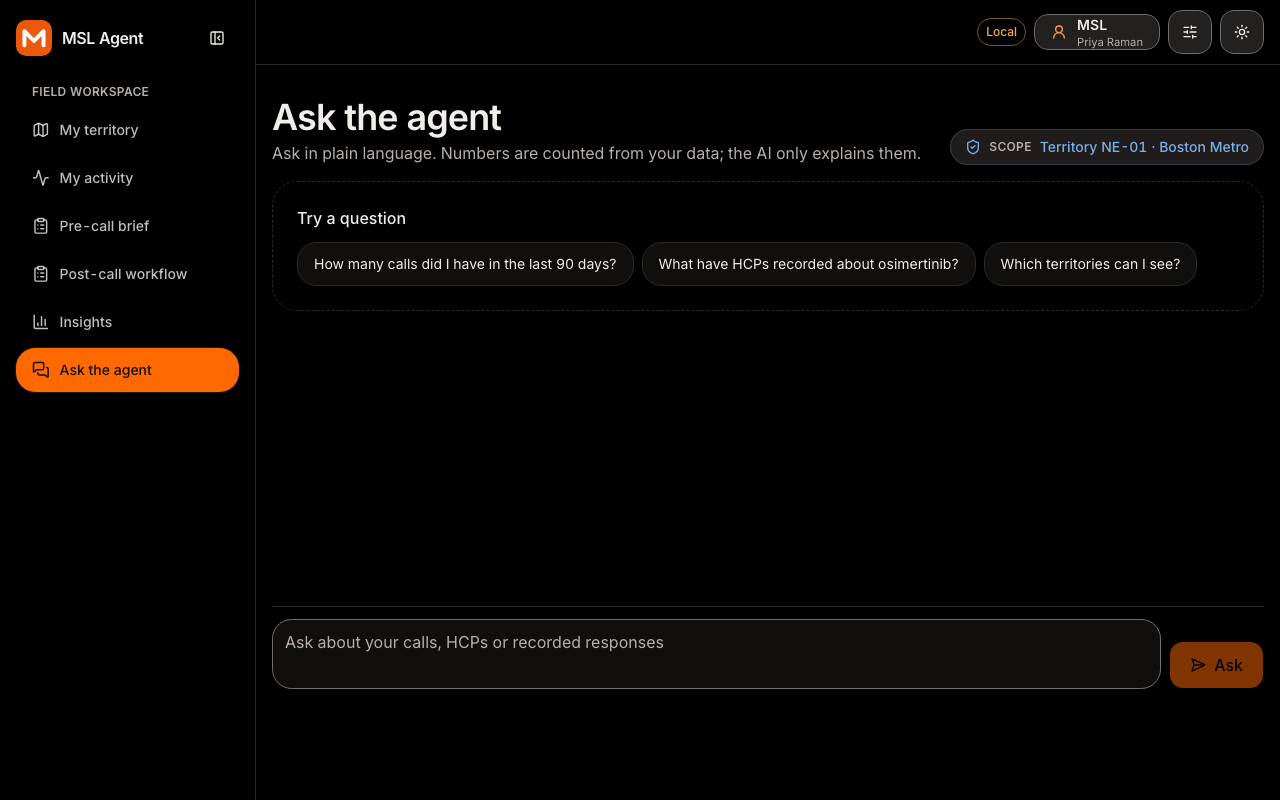 MSL Agent
FIELD WORKSPACE
My territory
My activity
Pre-call brief
Post-call workflow
Insights
Ask the agent
Local
MSL
Priya Raman
Ask the agent
Ask in plain language. Numbers are counted from your data; the AI only explains them.
SCOPE Territory NE-01 · Boston Metro
Try a question
How many calls did I have in the last 90 days?
What have HCPs recorded about osimertinib?
Which territories can I see?
Ask about your calls, HCPs or recorded responses
Ask